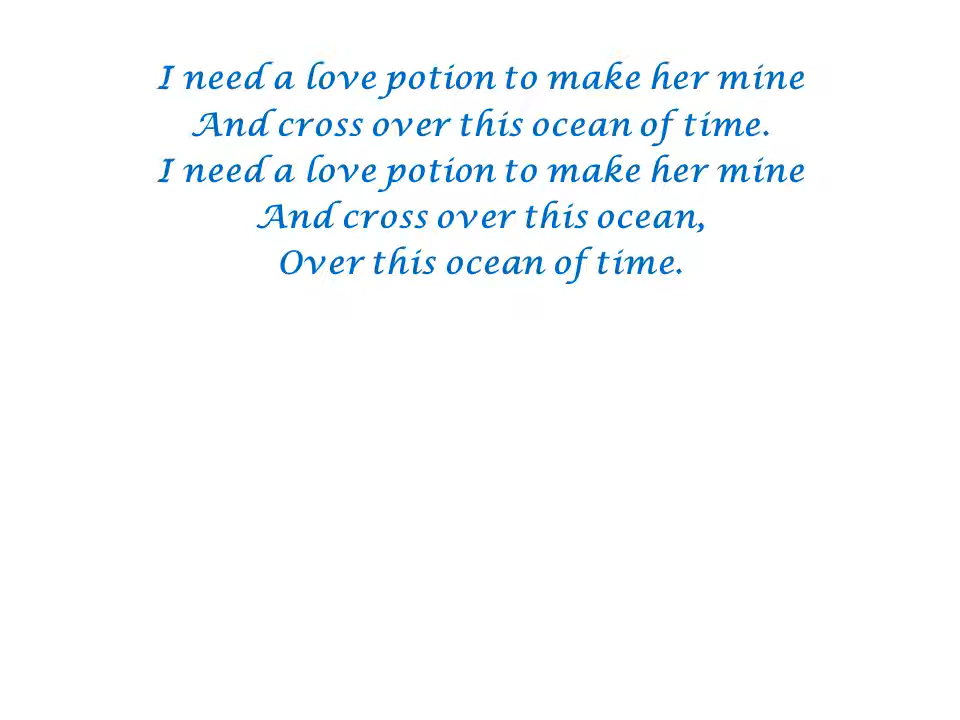 I need a love potion to make her mine
And cross over this ocean of time.
I need a love potion to make her mine
And cross over this ocean,
Over this ocean of time.